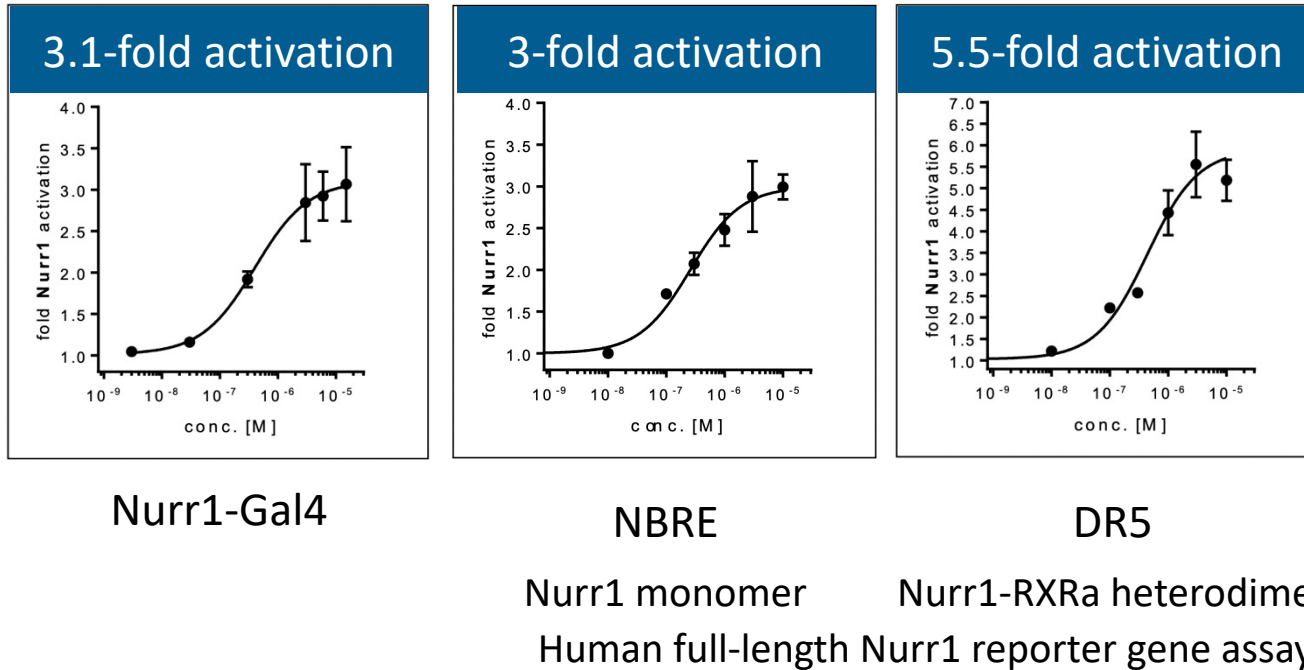 3.1-fold activation
fold Nurr1 activation
4.0
3.5
3.0
2.5
2.0
1.5
1.0
10⁻⁹ 10⁻⁸ 10⁻⁷ 10⁻⁶ 10⁻⁵
conc. [M]
Nurr1-Gal4
3-fold activation
fold Nurr1 activation
4.0
3.5
3.0
2.5
2.0
1.5
1.0
10⁻⁹ 10⁻⁸ 10⁻⁷ 10⁻⁶ 10⁻⁵
conc. [M]
NBRE
Nurr1 monomer
5.5-fold activation
fold Nurr1 activation
7.0
6.5
6.0
5.5
5.0
4.5
4.0
3.5
3.0
2.5
2.0
1.5
1.0
10⁻⁹ 10⁻⁸ 10⁻⁷ 10⁻⁶ 10⁻⁵
conc. [M]
DR5
Nurr1-RXRa heterodime
Human full-length Nurr1 reporter gene assay